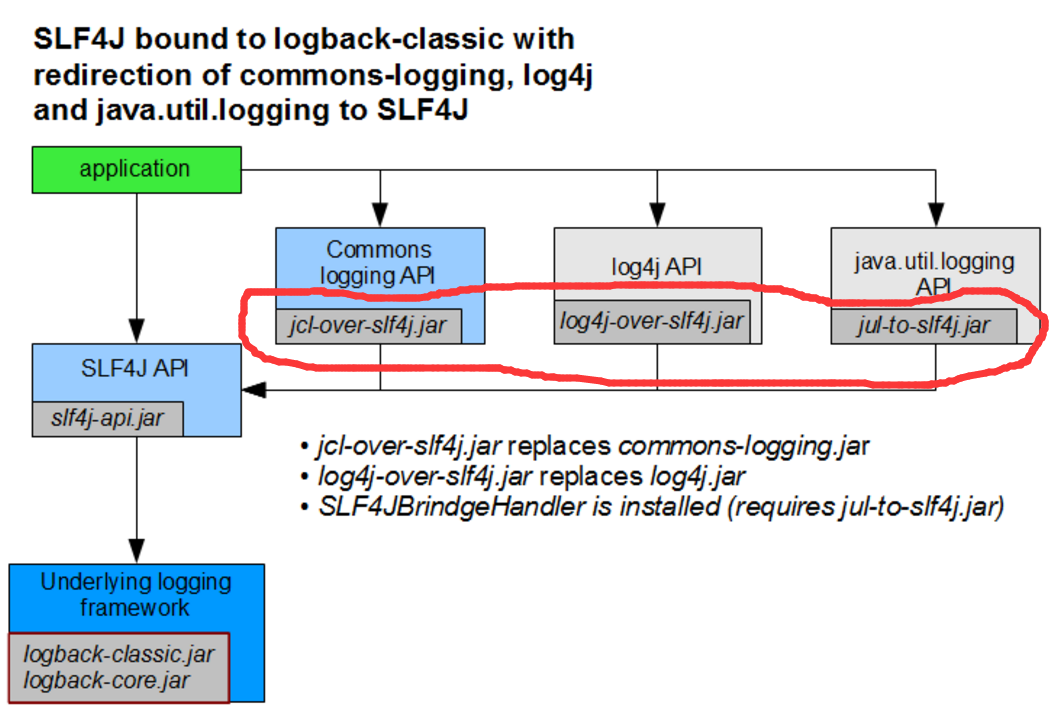 SLF4J bound to logback-classic with
redirection of commons-logging, log4j
and java.util.logging to SLF4J
application
Commons
logging API
jcl-over-slf4j.jar
log4j API
log4j-over-slf4j.jar
java.util.logging
API
jul-to-slf4j.jar
SLF4J API
slf4j-api.jar
• jcl-over-slf4j.jar replaces commons-logging.jar
• log4j-over-slf4j.jar replaces log4j.jar
• SLF4JBrindgeHandler is installed (requires jul-to-slf4j.jar)
Underlying logging
framework
logback-classic.jar
logback-core.jar